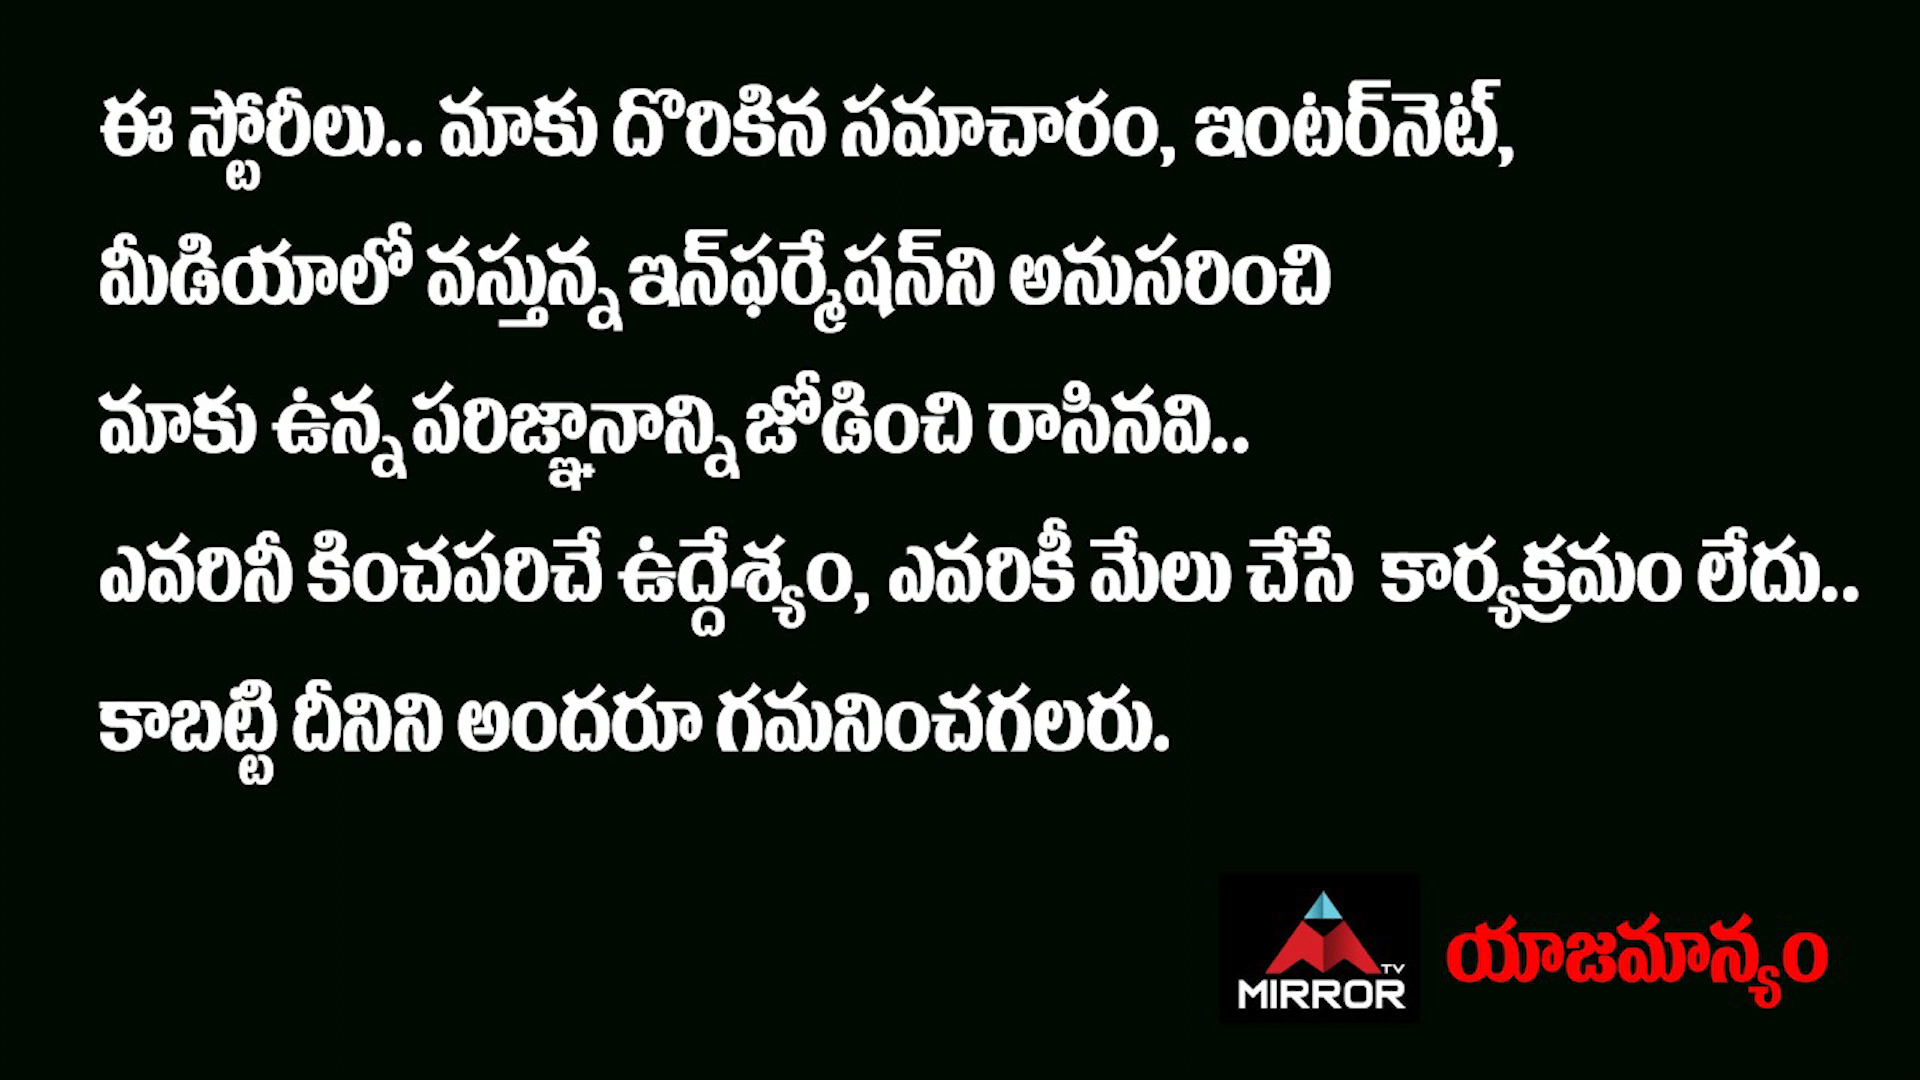 ఈ స్టోరీలు.. మాకు దొరికిన సమాచారం, ఇంటర్‌నెట్,
మీడియాలో వస్తున్న ఇన్‌ఫర్మేషన్‌ని అనుసరించి
మాకు ఉన్న పరిజ్ఞానాన్ని జోడించి రాసినవి..
ఎవరినీ కించపరిచే ఉద్దేశ్యం, ఎవరికీ మేలు చేసే కార్యక్రమం లేదు..
కాబట్టి దీనిని అందరూ గమనించగలరు.
TV
MIRROR
యాజమాన్యం